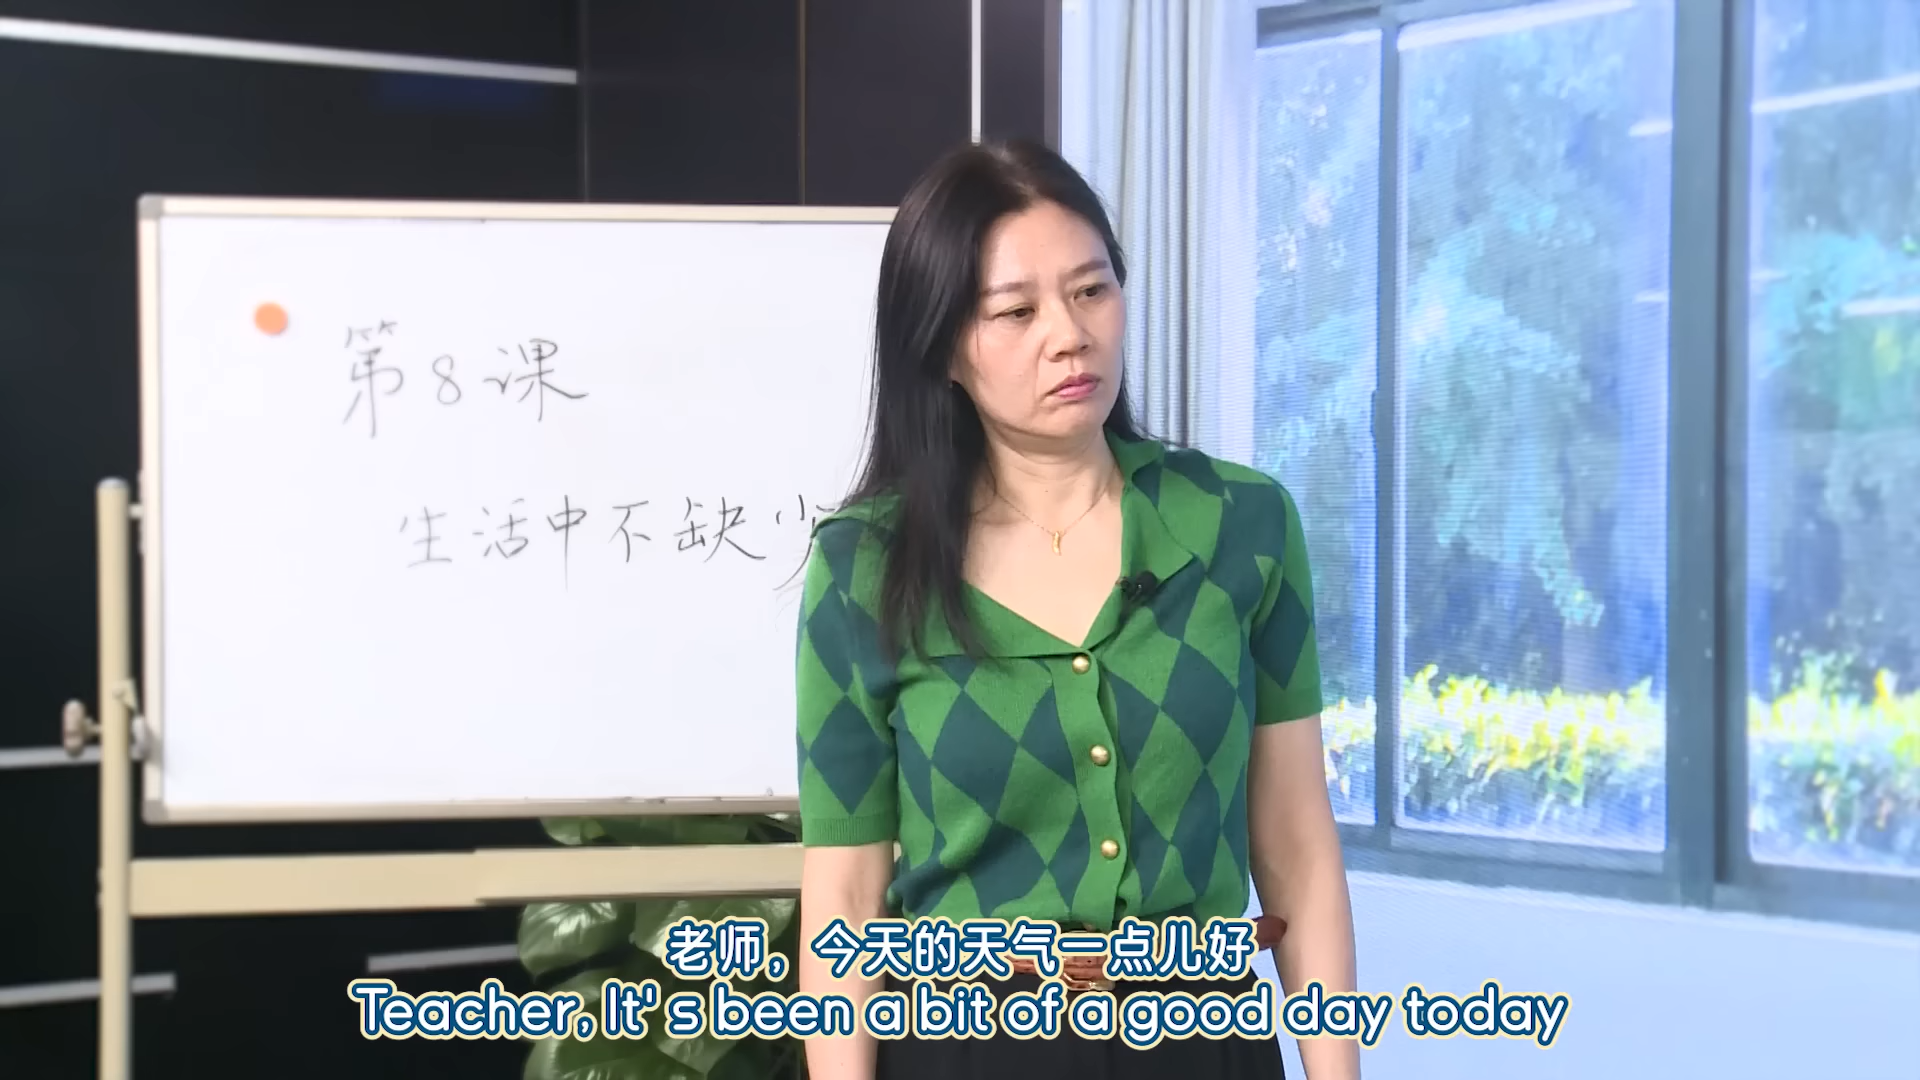 第8课
生活中不缺少
老师，今天的天气一点儿好
Teacher, It's been a bit of a good day today